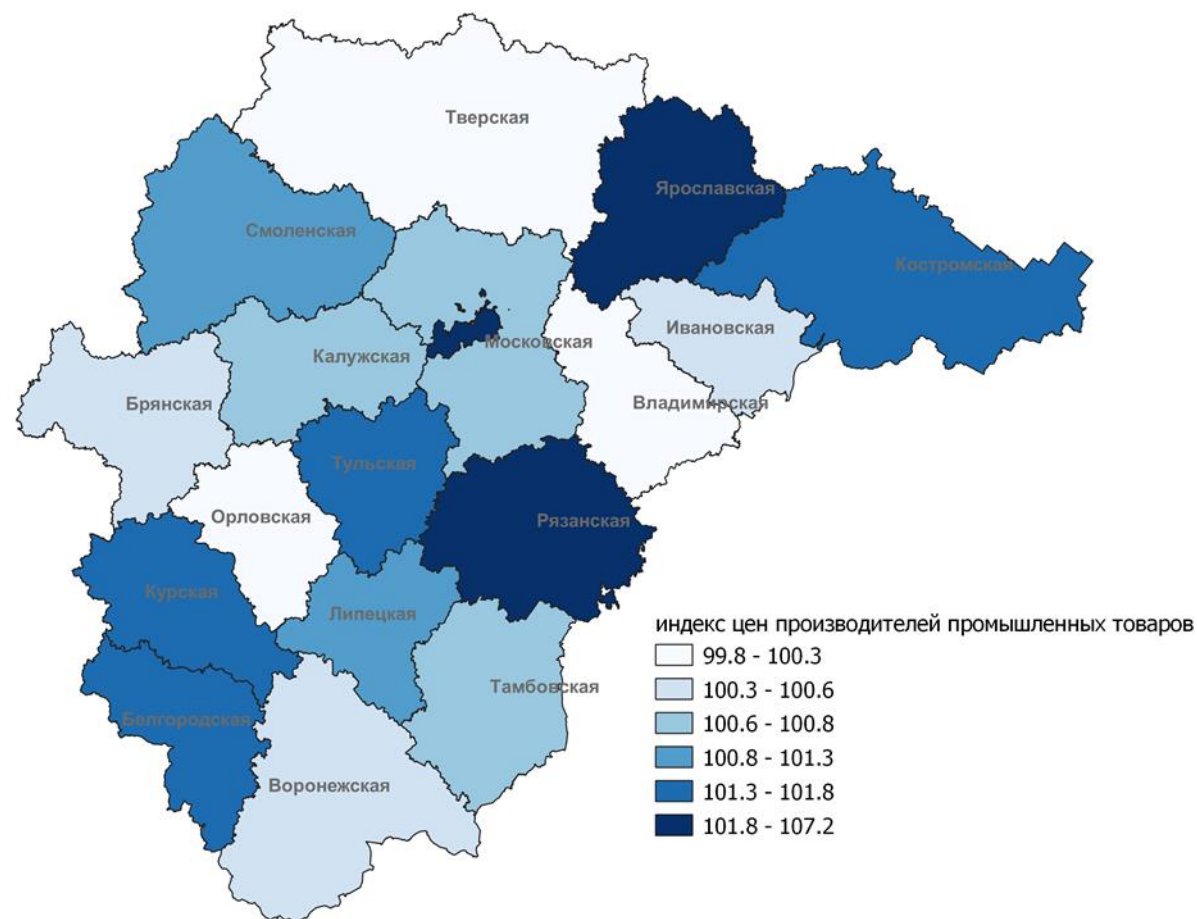 Тверская
Ярославская
Смоленская
Костромская
Ивановская
Московская
Калужская
Брянская
Владимирская
Тульская
Орловская
Рязанская
Курская
Липецкая
индекс цен производителей промышленных товаров
99.8 - 100.3
100.3 - 100.6
100.6 - 100.8
100.8 - 101.3
101.3 - 101.8
101.8 - 107.2
Тамбовская
Белгородская
Воронежская